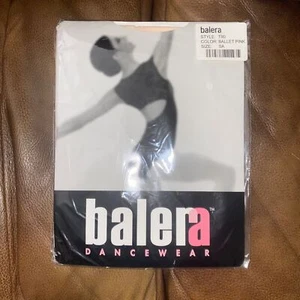 balera
STYLE: T90
COLOR: BALLET PINK
SIZE: SA
balera
DANCEWEAR